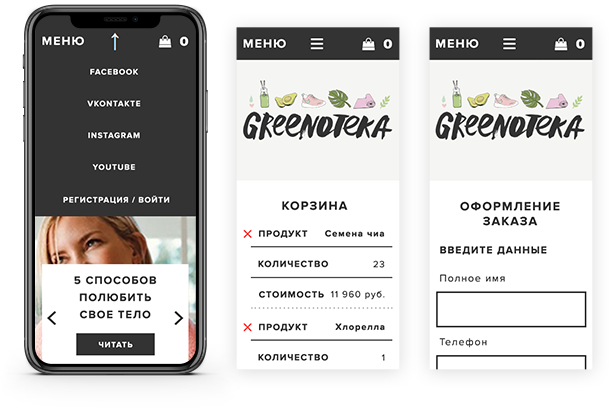 МЕНЮ 0
FACEBOOK
VKONTAKTE
INSTAGRAM
YOUTUBE
РЕГИСТРАЦИЯ / ВОЙТИ
5 СПОСОБОВ
ПОЛЮБИТЬ
СВОЕ ТЕЛО
ЧИТАТЬ
МЕНЮ 0
GREENOTEKA
КОРЗИНА
ПРОДУКТ Семена чиа
КОЛИЧЕСТВО 23
СТОИМОСТЬ 11 960 руб.
ПРОДУКТ Хлорелла
КОЛИЧЕСТВО 1
МЕНЮ 0
GREENOTEKA
ОФОРМЛЕНИЕ
ЗАКАЗА
ВВЕДИТЕ ДАННЫЕ
Полное имя
Телефон